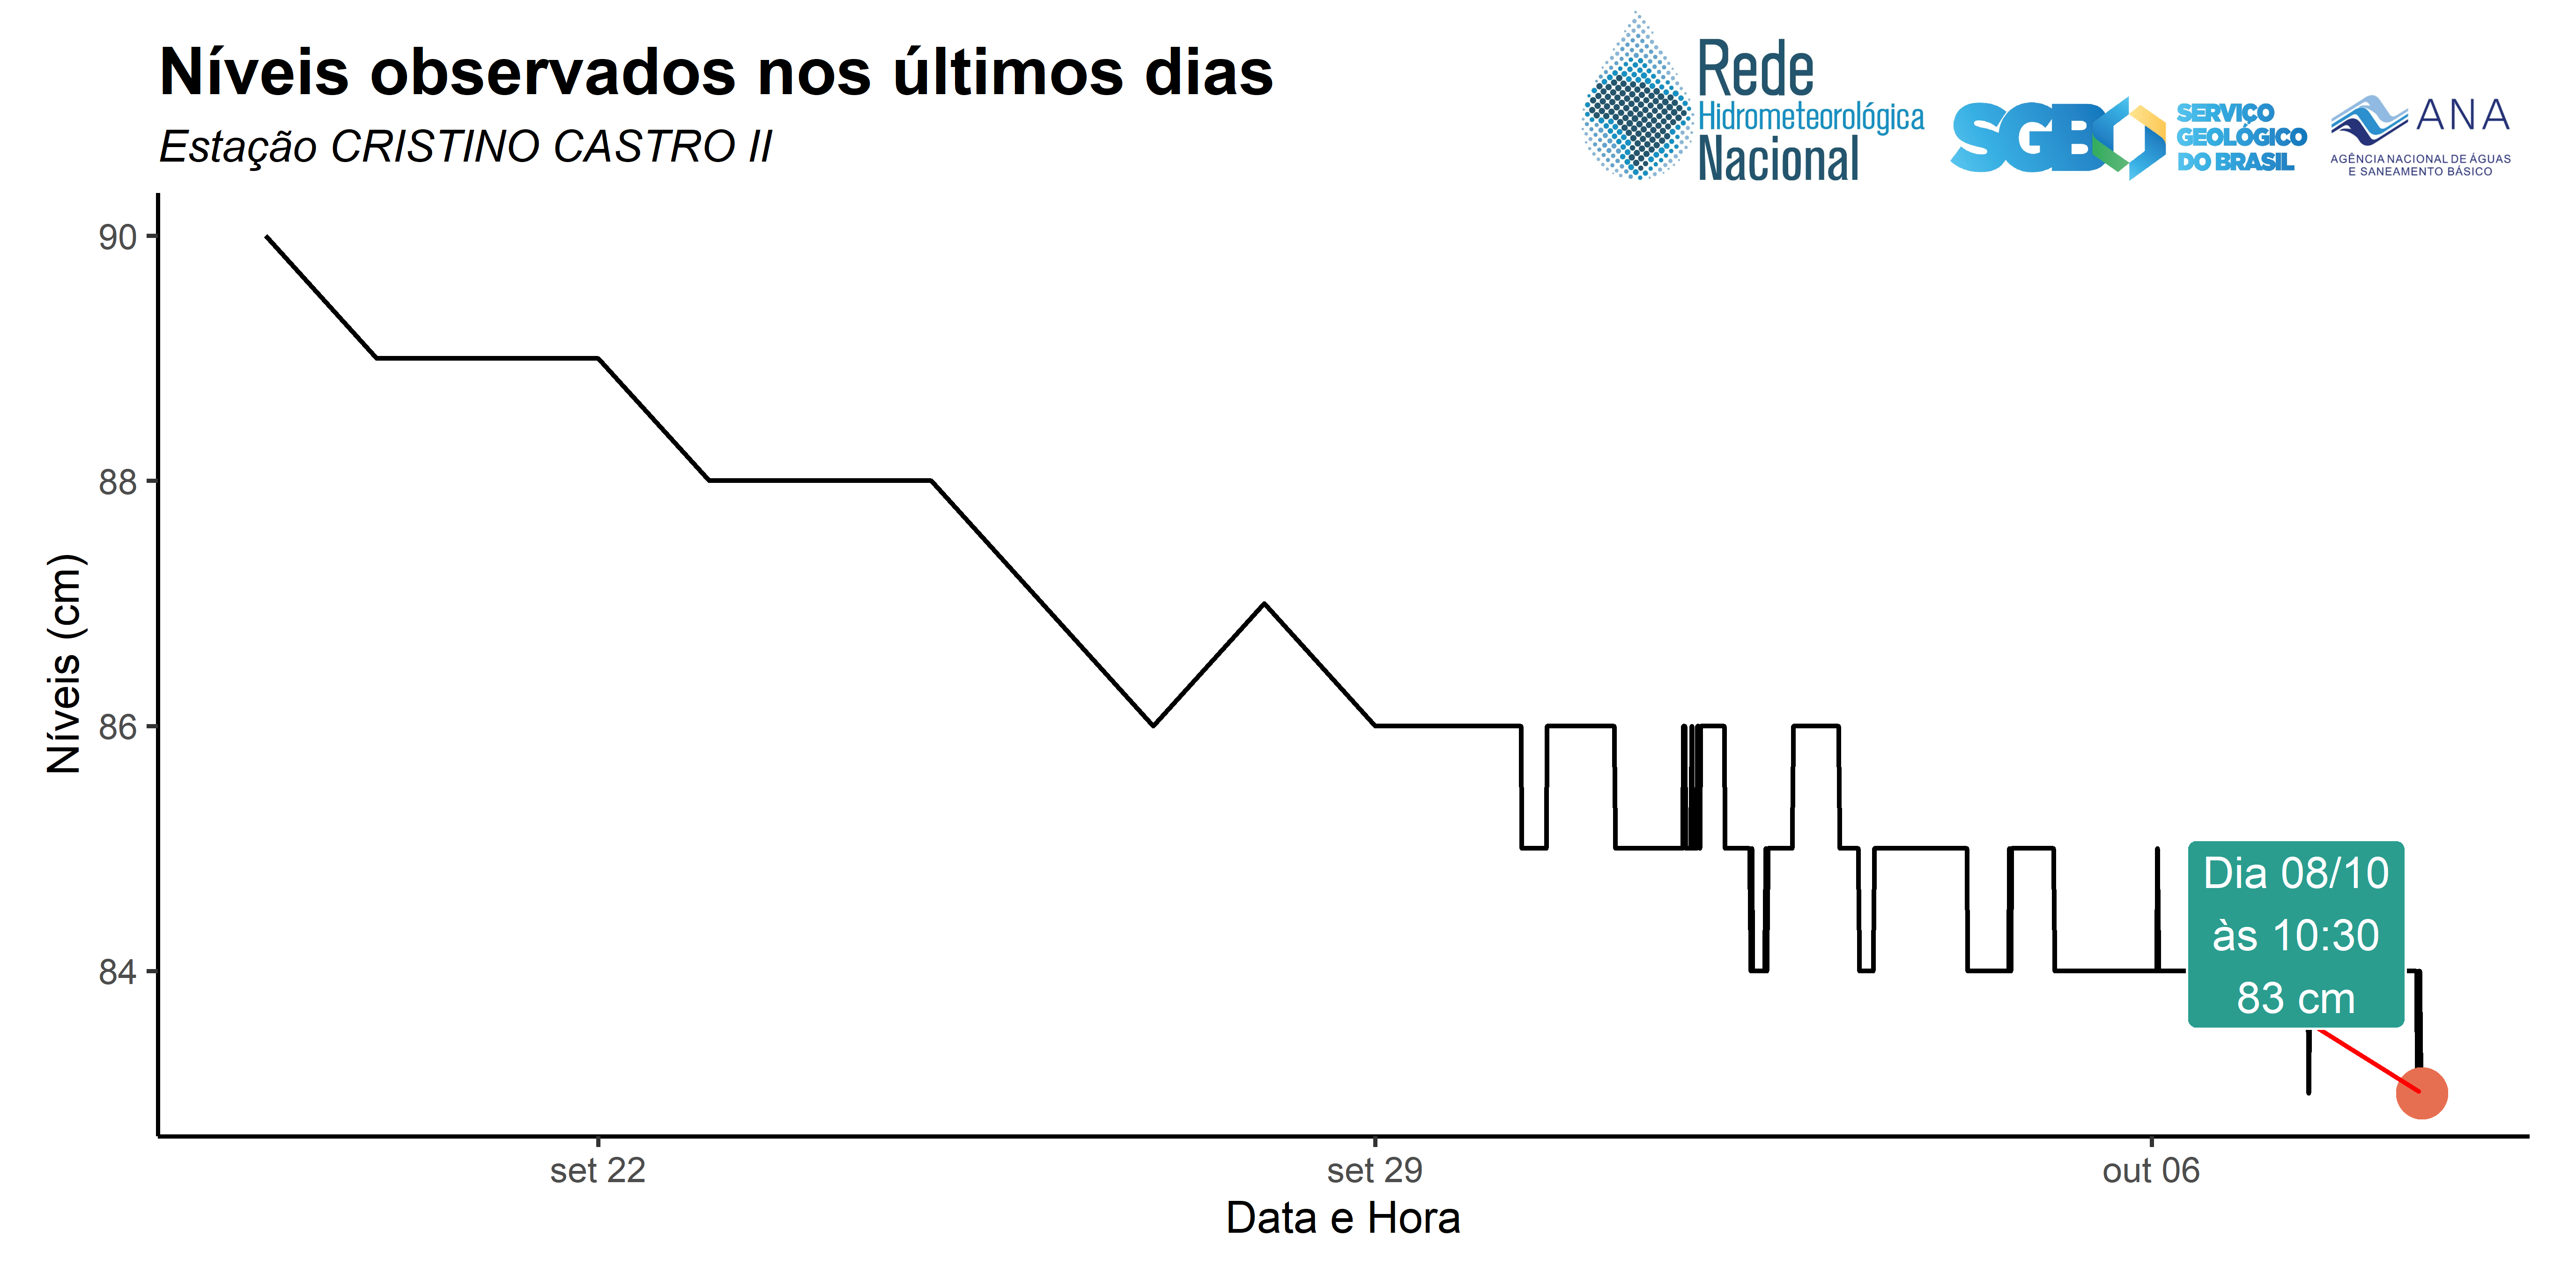 Níveis observados nos últimos dias
Estação CRISTINO CASTRO II
Rede
Hidrometeorológica
Nacional
SGB
SERVIÇO
GEOLÓGICO
DO BRASIL
ANA
AGÊNCIA NACIONAL DE ÁGUAS
E SANEAMENTO BÁSICO
Níveis (cm)
90
88
86
84
Dia 08/10
às 10:30
83 cm
set 22
set 29
out 06
Data e Hora